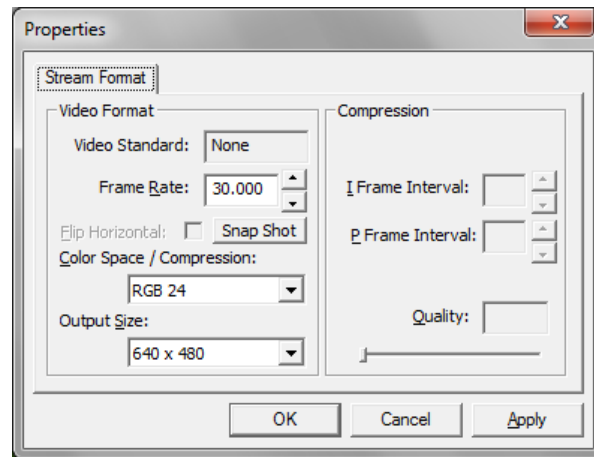 Properties
Stream Format
Video Format
Video Standard: None
Frame Rate: 30.000
Flip Horizontal: Snap Shot
Color Space / Compression:
RGB 24
Output Size:
640 x 480
Compression
I Frame Interval:
P Frame Interval:
Quality:
OK Cancel Apply